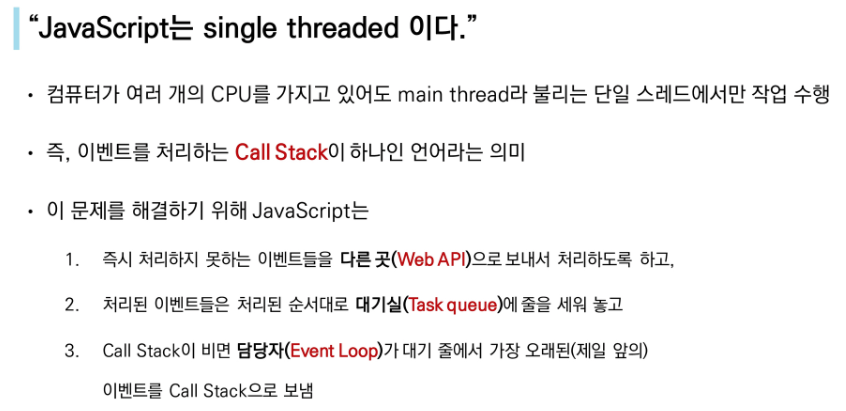 “JavaScript는 single threaded 이다.”
• 컴퓨터가 여러 개의 CPU를 가지고 있어도 main thread라 불리는 단일 스레드에서만 작업 수행
• 즉, 이벤트를 처리하는 Call Stack이 하나인 언어라는 의미
• 이 문제를 해결하기 위해 JavaScript는
1. 즉시 처리하지 못하는 이벤트들을 다른 곳(Web API)으로 보내서 처리하도록 하고,
2. 처리된 이벤트들은 처리된 순서대로 대기실(Task queue)에 줄을 세워 놓고
3. Call Stack이 비면 담당자(Event Loop)가 대기 줄에서 가장 오래된(제일 앞의)
이벤트를 Call Stack으로 보냄